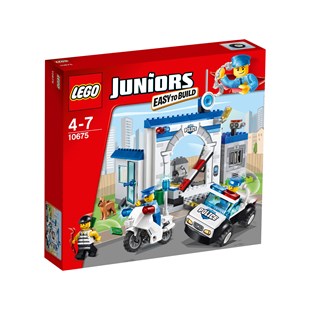 LEGO
JUNIORS
EASY TO BUILD
4-7
10675
POLICE
POLICE